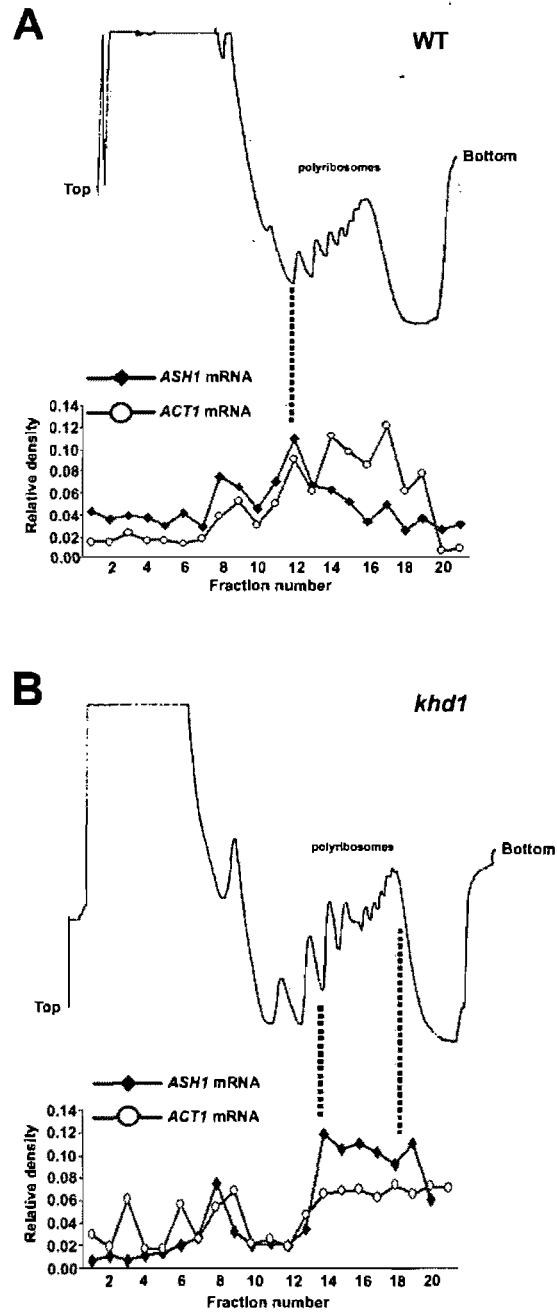 A
WT
polyribosomes
Bottom
Top
ASH1 mRNA
ACT1 mRNA
0.14
0.12
0.10
0.08
0.06
0.04
0.02
0.00
Relative density
2 4 6 8 10 12 14 16 18 20
Fraction number
B
khd1
polyribosomes
Bottom
Top
ASH1 mRNA
ACT1 mRNA
0.14
0.12
0.10
0.08
0.06
0.04
0.02
0.00
Relative density
2 4 6 8 10 12 14 16 18 20
Fraction number